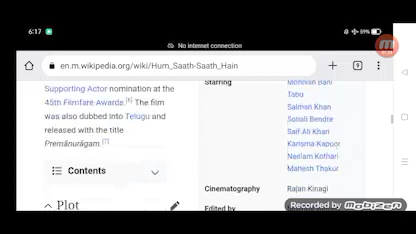 6:17
59%
No internet connection
en.m.wikipedia.org/wiki/Hum_Saath-Saath_Hain
9
Supporting Actor nomination at the
45th Filmfare Awards.[6] The film
was also dubbed into Telugu and
released with the title
Premānurāgam.[7]
Contents
Plot
Starring
Mohnish Bahl
Tabu
Salman Khan
Sonali Bendre
Saif Ali Khan
Karisma Kapoor
Neelam Kothari
Mahesh Thakur
Cinematography
Rajan Kinagi
Edited by
Recorded by
MOBIZEN